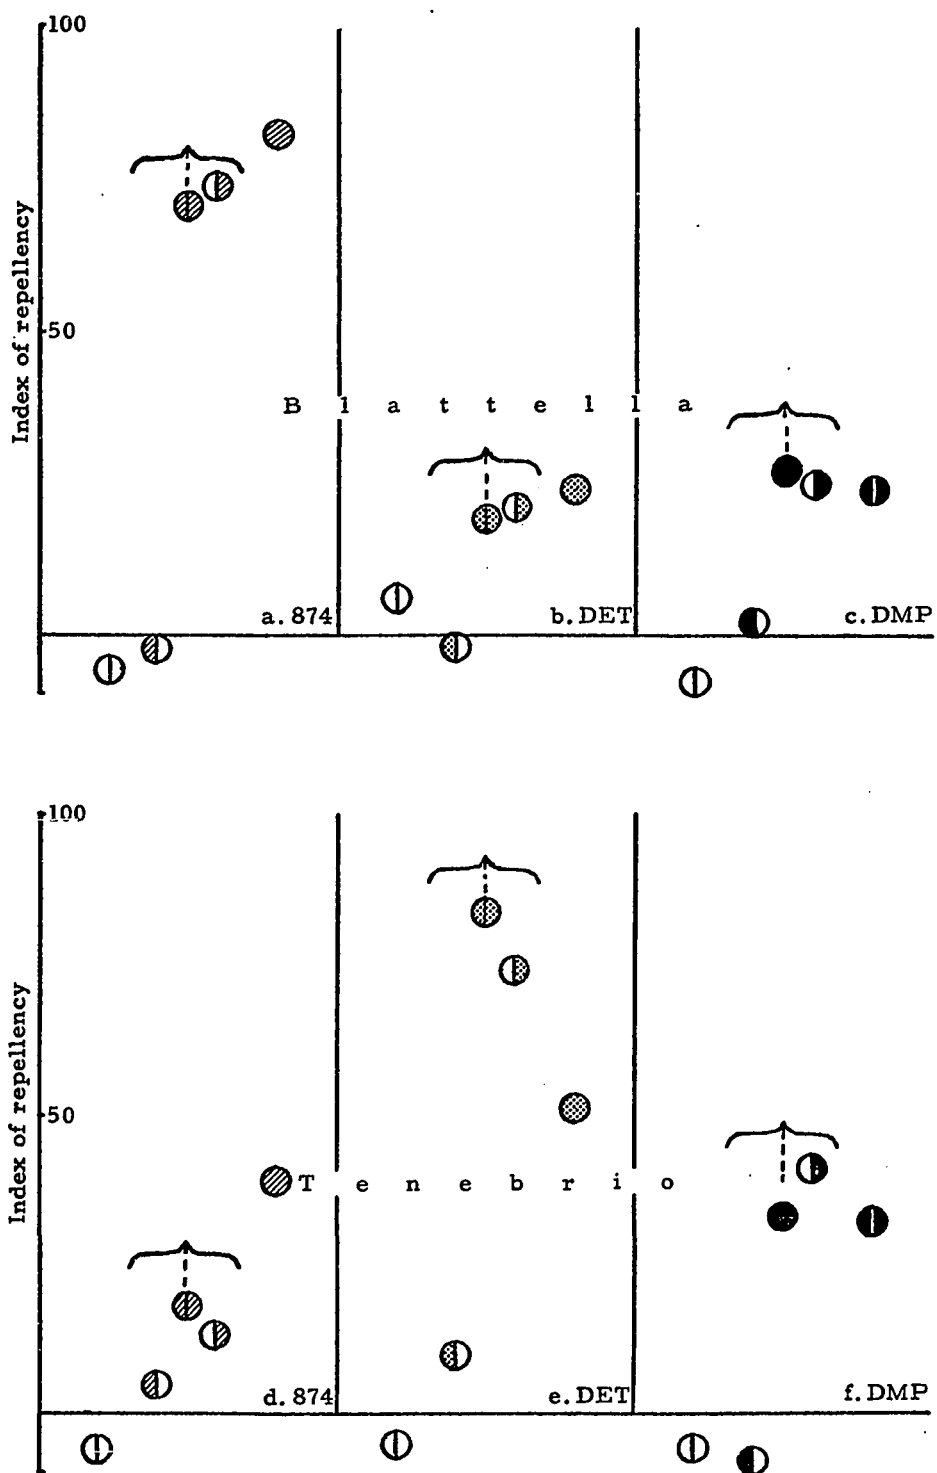 100
Index of repellency
50
B l a t t e l l a
a. 874
b. DET
c. DMP
100
Index of repellency
50
T e n e b r i o
d. 874
e. DET
f. DMP